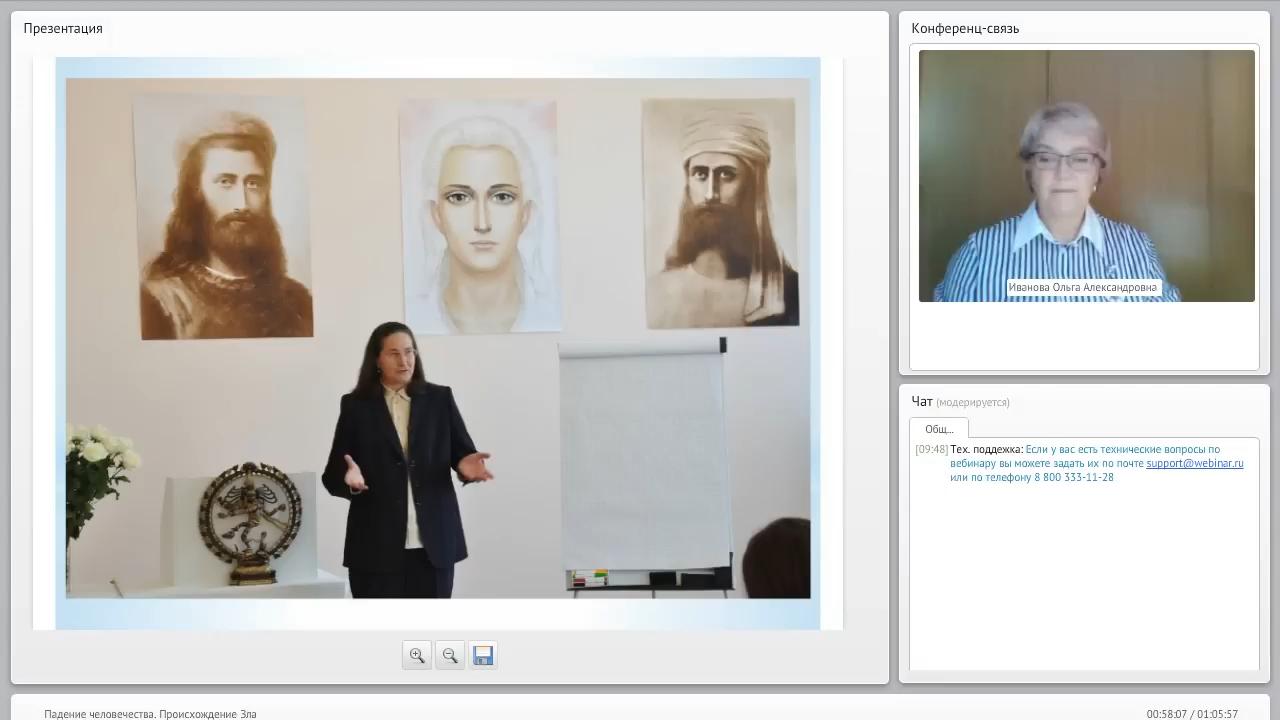 Презентация
Конференц-связь
Иванова Ольга Александровна
Чат (модерируется)
Общ...
[09:48] Тех. поддежка: Если у вас есть технические вопросы по
вебинару вы можете задать их по почте support@webinar.ru
или по телефону 8 800 333-11-28
Падение человечества. Происхождение Зла
00:58:07 / 01:05:57